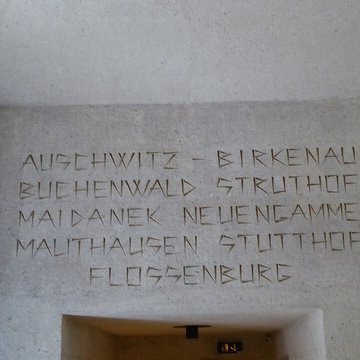 AUSCHWITZ - BIRKENAU
BUCHENWALD STRUTHOF
MAIDANEK NEUENGAMME
MAUTHAUSEN STUTTHOF
FLOSSENBURG